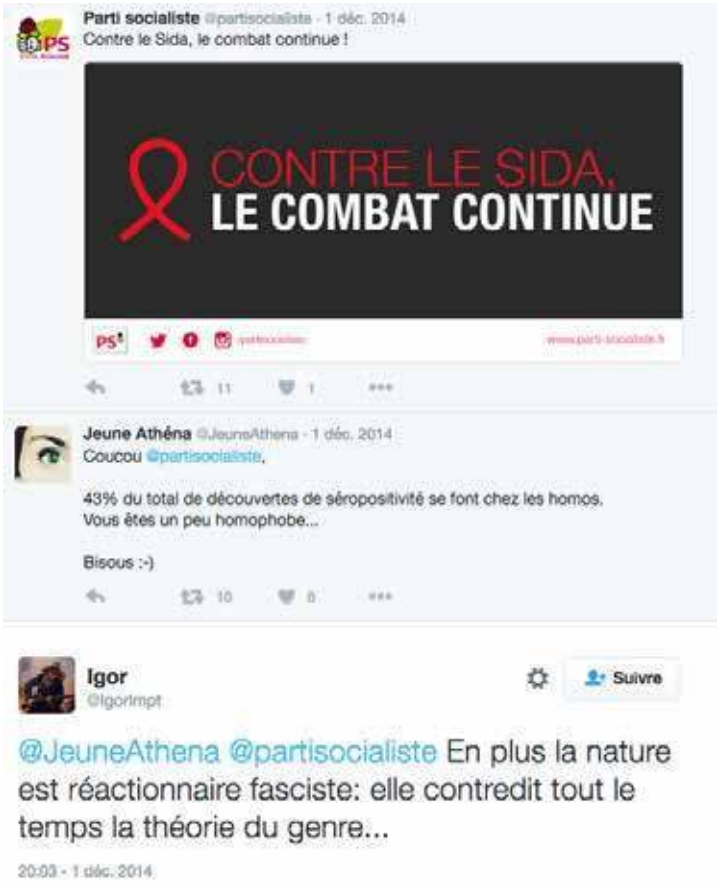 Parti socialiste @partisocialiste - 1 déc. 2014
PS
Contre le Sida, le combat continue !
CONTRE LE SIDA,
LE COMBAT CONTINUE
PS
@partisocialiste
www.parti-socialiste.fr
11 1
Jeune Athéna @JeuneAthena - 1 déc. 2014
Coucou @partisocialiste,
43% du total de découvertes de séropositivité se font chez les homos.
Vous êtes un peu homophobe...
Bisous :-)
10 8
Igor
Suivre
@IgorImpt
@JeuneAthena @partisocialiste En plus la nature
est réactionnaire fasciste: elle contredit tout le
temps la théorie du genre...
20:03 - 1 déc. 2014